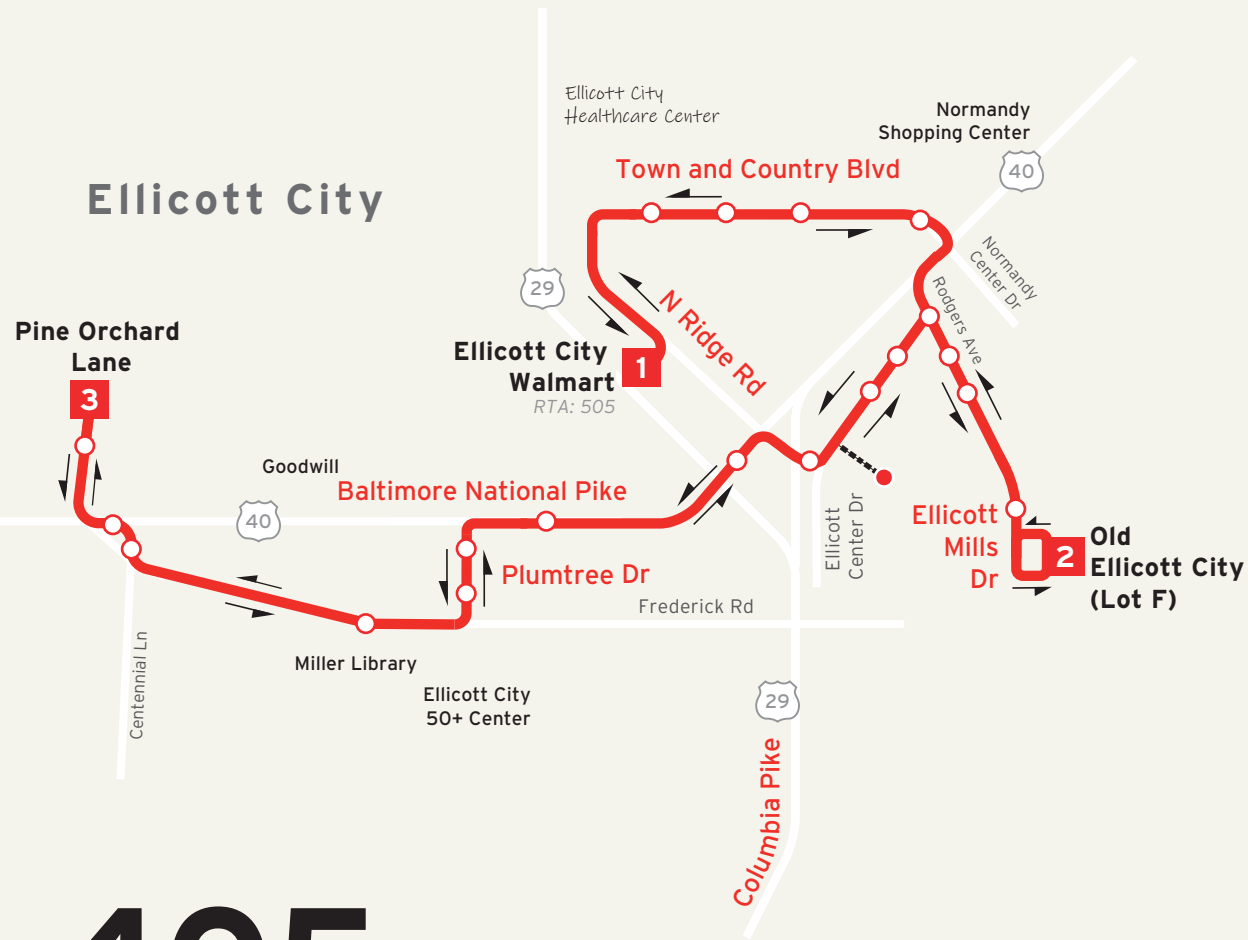 Ellicott City
Healthcare Center
Normandy
Shopping Center
40
Town and Country Blvd
Ellicott City
Normandy
Center Dr
29
Rodgers Ave
N Ridge Rd
Pine Orchard
Lane
3
Ellicott City
Walmart
1
RTA: 505
Goodwill
Baltimore National Pike
40
Ellicott
Center Dr
Ellicott
Mills
Dr
2
Old
Ellicott City
(Lot F)
Plumtree Dr
Frederick Rd
Centennial Ln
Miller Library
Ellicott City
50+ Center
29
Columbia Pike
405